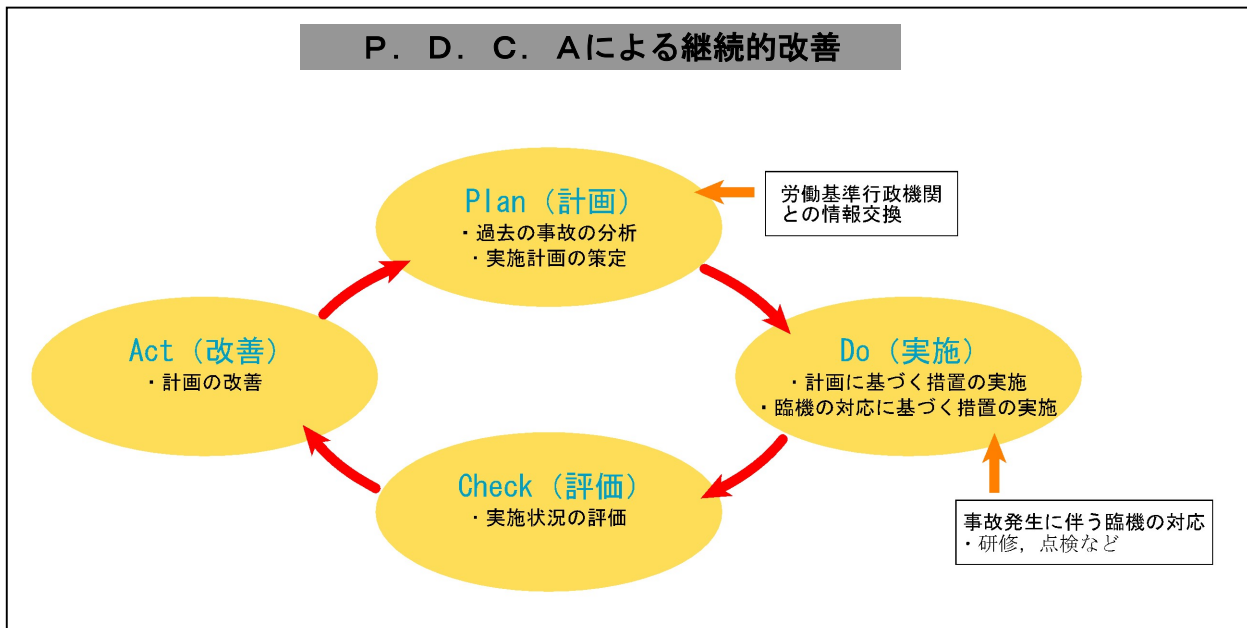 P．D．C．Aによる継続的改善
Plan（計画）
・過去の事故の分析
・実施計画の策定
労働基準行政機関
との情報交換
Act（改善）
・計画の改善
Do（実施）
・計画に基づく措置の実施
・臨機の対応に基づく措置の実施
Check（評価）
・実施状況の評価
事故発生に伴う臨機の対応
・研修，点検など